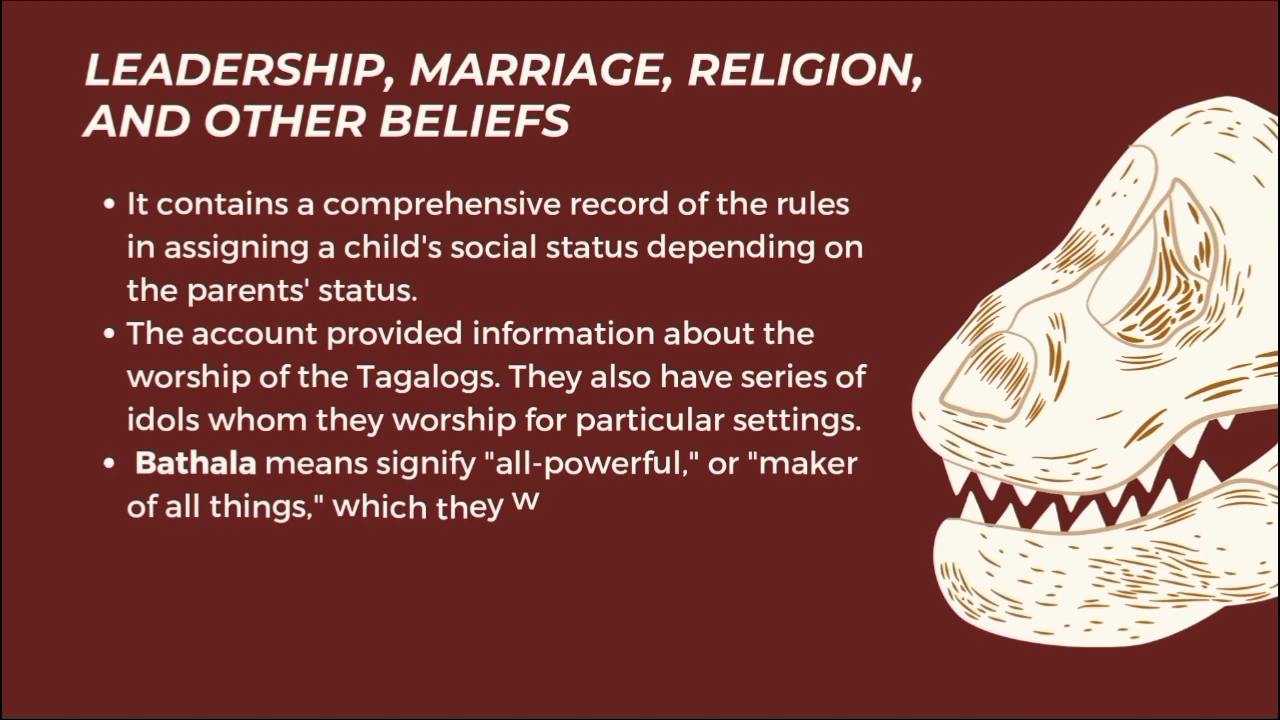 LEADERSHIP, MARRIAGE, RELIGION,
AND OTHER BELIEFS
• It contains a comprehensive record of the rules
in assigning a child's social status depending on
the parents' status.
• The account provided information about the
worship of the Tagalogs. They also have series of
idols whom they worship for particular settings.
• Bathala means signify "all-powerful," or "maker
of all things," which they w